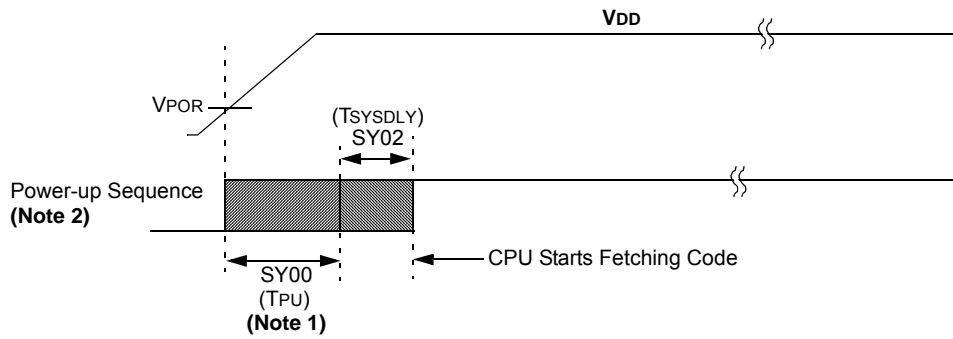 VDD
VPOR
(TSYSDLY)
SY02
Power-up Sequence
(Note 2)
CPU Starts Fetching Code
SY00
(TPU)
(Note 1)